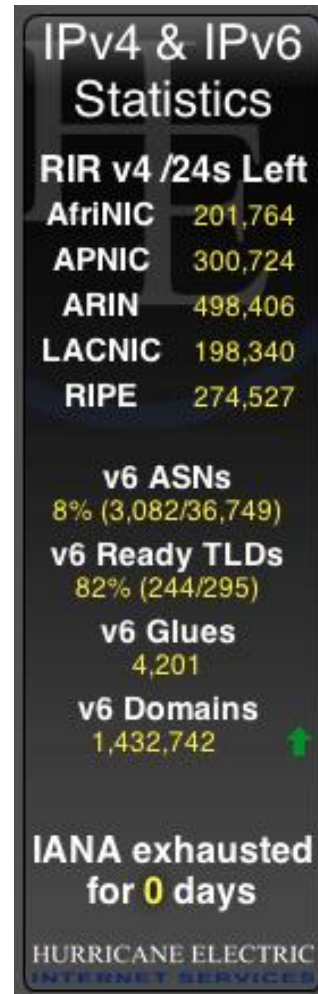 IPv4 & IPv6
Statistics
RIR v4 /24s Left
AfriNIC 201,764
APNIC 300,724
ARIN 498,406
LACNIC 198,340
RIPE 274,527
v6 ASNs
8% (3,082/36,749)
v6 Ready TLDs
82% (244/295)
v6 Glues
4,201
v6 Domains
1,432,742
IANA exhausted
for 0 days
HURRICANE ELECTRIC
INTERNET SERVICES